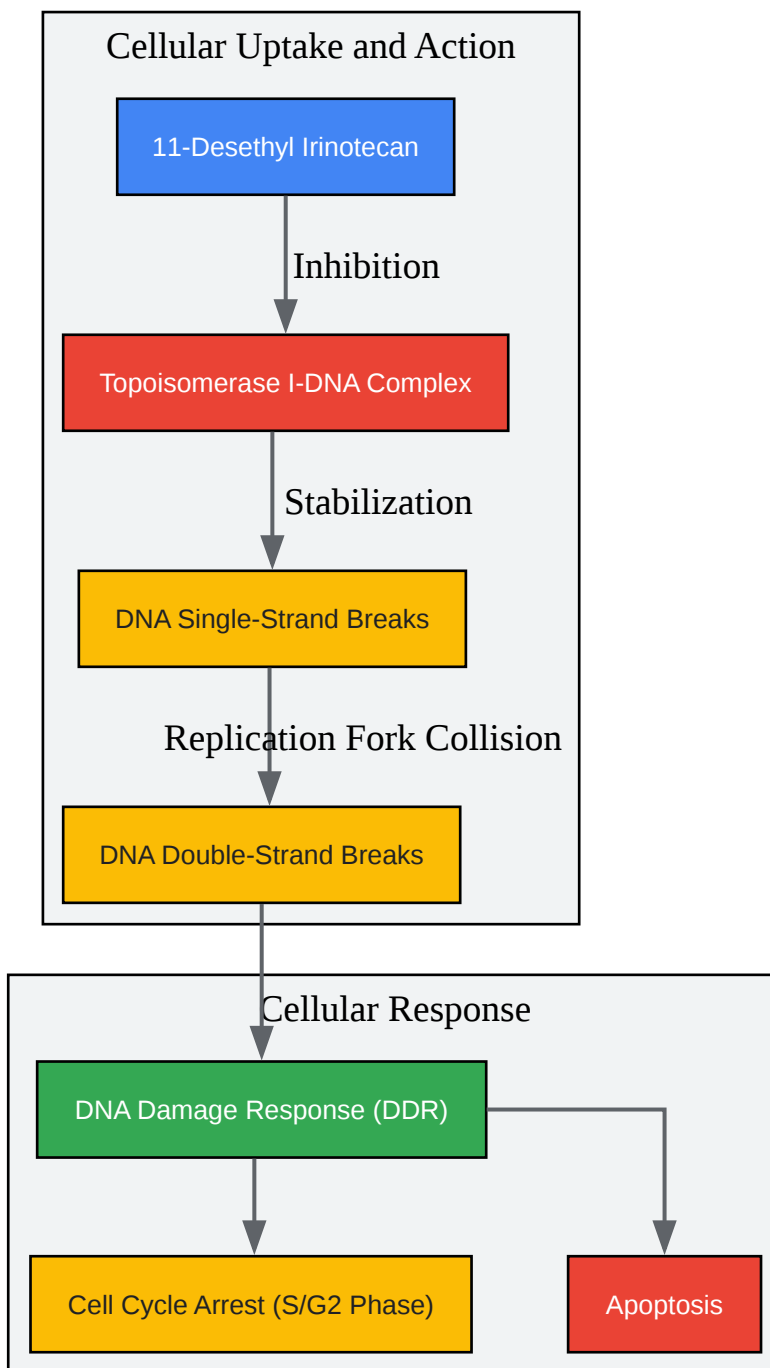 Cellular Uptake and Action
11-Desethyl Irinotecan
Inhibition
Topoisomerase I-DNA Complex
Stabilization
DNA Single-Strand Breaks
Replication Fork Collision
DNA Double-Strand Breaks
Cellular Response
DNA Damage Response (DDR)
Cell Cycle Arrest (S/G2 Phase)
Apoptosis